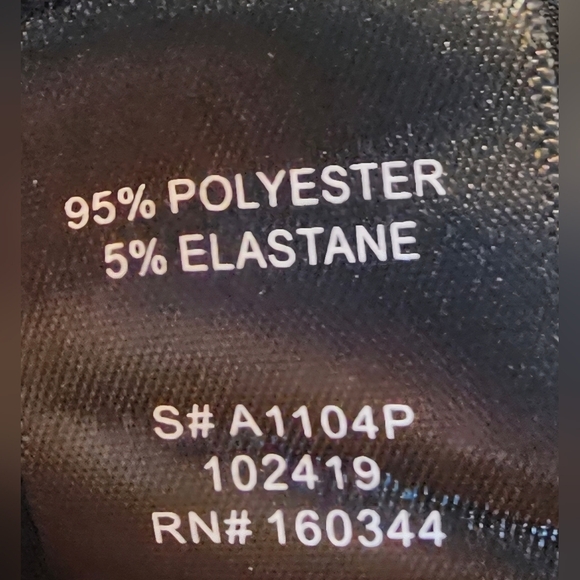 95% POLYESTER
5% ELASTANE
S# A1104P
102419
RN# 160344